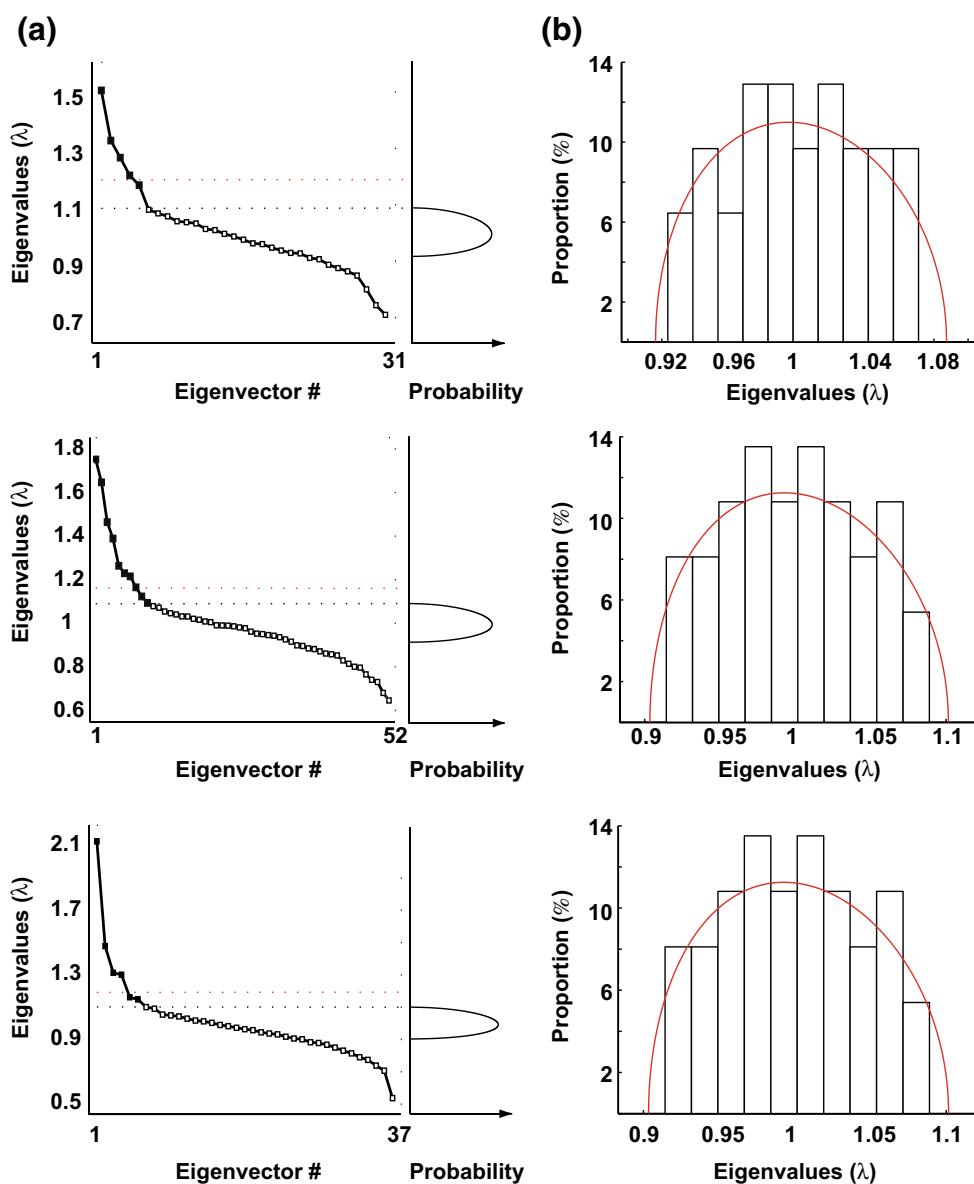 (a)
(b)
Eigenvalues (λ)
1.5
1.3
1.1
0.9
0.7
1
31
Eigenvector #
Probability
Proportion (%)
14
10
6
2
0.92
0.96
1
1.04
1.08
Eigenvalues (λ)
Eigenvalues (λ)
1.8
1.6
1.4
1.2
1
0.8
0.6
1
52
Eigenvector #
Probability
Proportion (%)
14
10
6
2
0.9
0.95
1
1.05
1.1
Eigenvalues (λ)
Eigenvalues (λ)
2.1
1.7
1.3
0.9
0.5
1
37
Eigenvector #
Probability
Proportion (%)
14
10
6
2
0.9
0.95
1
1.05
1.1
Eigenvalues (λ)